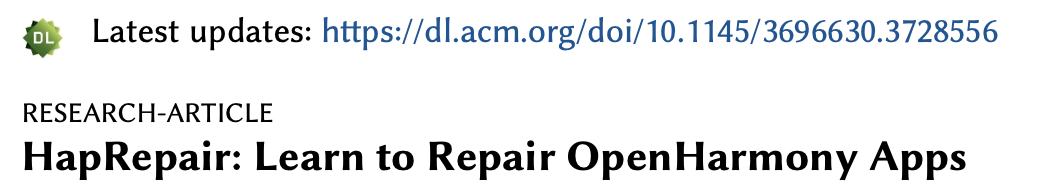 DL
Latest updates: https://dl.acm.org/doi/10.1145/3696630.3728556
RESEARCH-ARTICLE
HapRepair: Learn to Repair OpenHarmony Apps